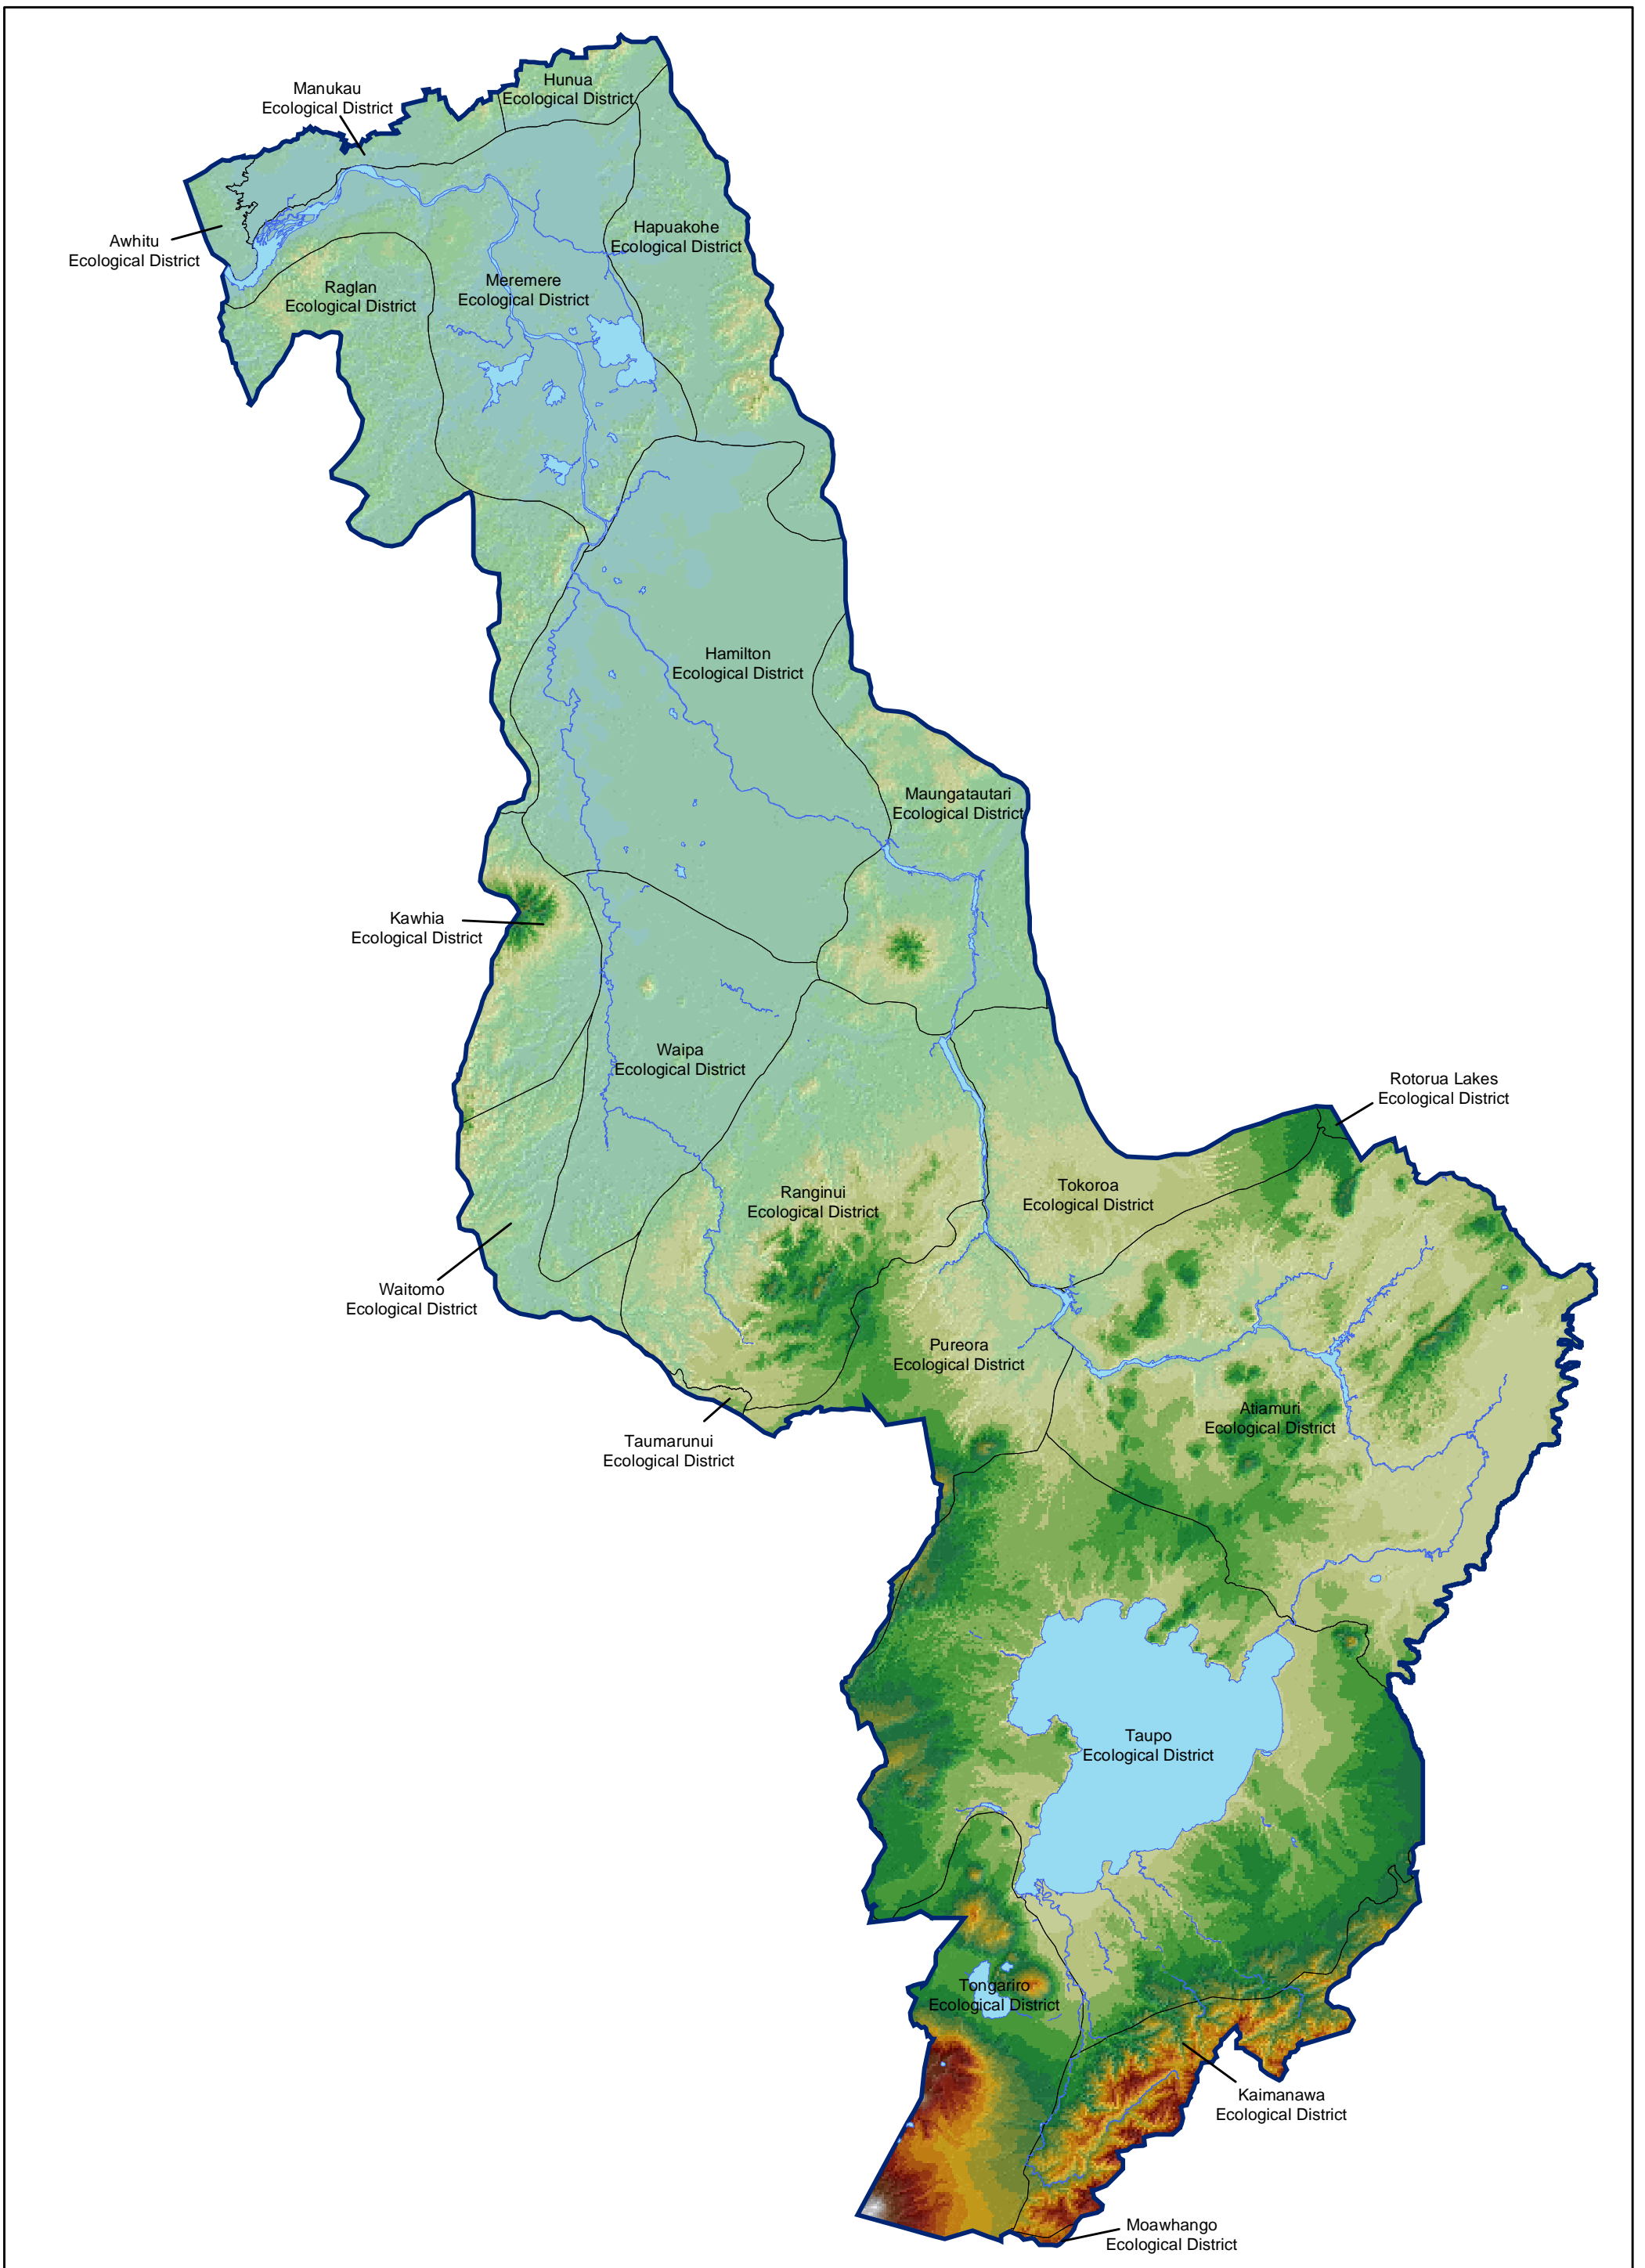 Hunua
Ecological District
Manukau
Ecological District
Hapuakohe
Ecological District
Awhitu
Ecological District
Raglan
Ecological District
Meremere
Ecological District
Hamilton
Ecological District
Maungatautari
Ecological District
Kawhia
Ecological District
Waipa
Ecological District
Rotorua Lakes
Ecological District
Ranginui
Ecological District
Tokoroa
Ecological District
Waitomo
Ecological District
Pureora
Ecological District
Atiamuri
Ecological District
Taumarunui
Ecological District
Taupo
Ecological District
Tongariro
Ecological District
Kaimanawa
Ecological District
Moawhango
Ecological District